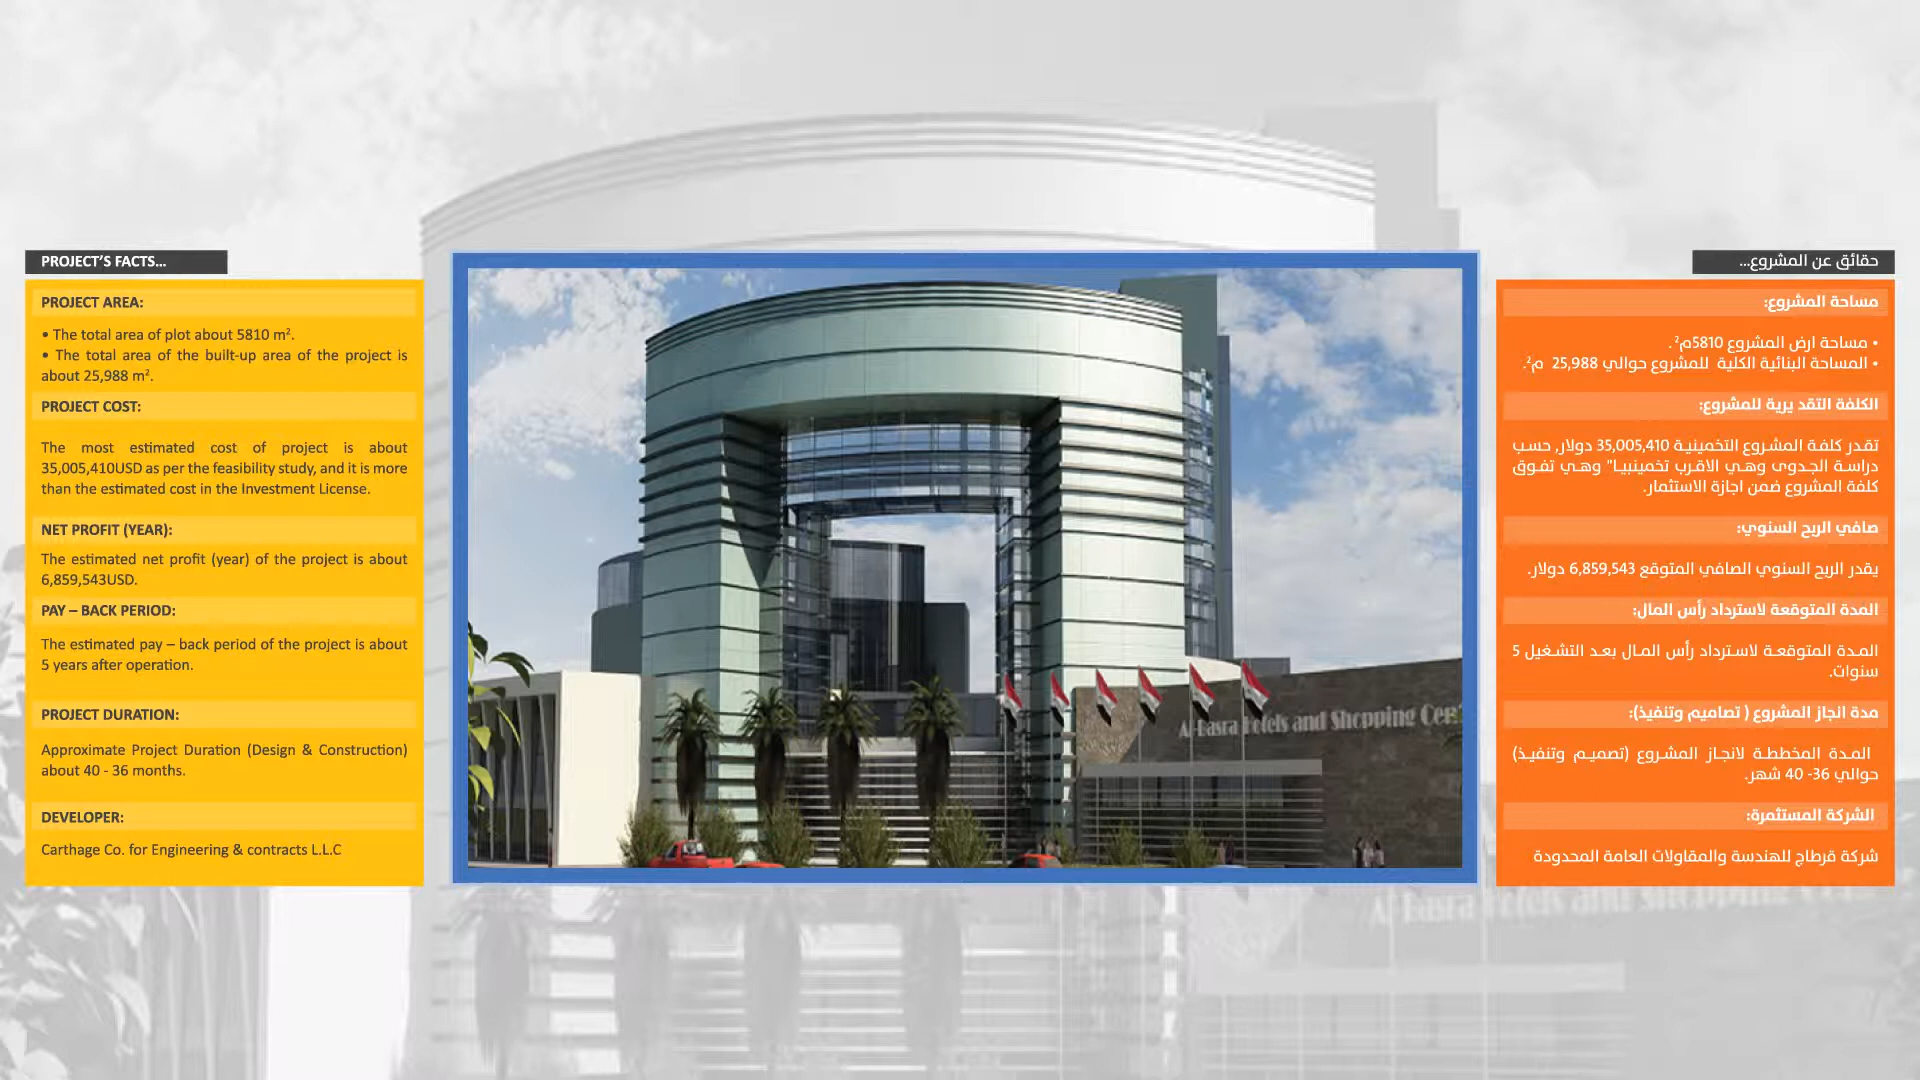 PROJECT'S FACTS...
PROJECT AREA:
• The total area of plot about 5810 m².
• The total area of the built-up area of the project is
about 25,988 m².
PROJECT COST:
The most estimated cost of project is about
35,005,410USD as per the feasibility study, and it is more
than the estimated cost in the Investment License.
NET PROFIT (YEAR):
The estimated net profit (year) of the project is about
6,859,543USD.
PAY – BACK PERIOD:
The estimated pay – back period of the project is about
5 years after operation.
PROJECT DURATION:
Approximate Project Duration (Design & Construction)
about 40 - 36 months.
DEVELOPER:
Carthage Co. for Engineering & contracts L.L.C
Al-Basra Hotels and Shopping Cen
حقائق عن المشروع...
مساحة المشروع:
• مساحة ارض المشروع 5810م².
• المساحة البنائية الكلية للمشروع حوالي 25,988 م².
الكلفة التقد يرية للمشروع:
تقدر كلفة المشروع التخمينية 35,005,410 دولار, حسب
دراسة الجدوى وهي الاقرب تخمينييا" وهي تفوق
كلفة المشروع ضمن اجازة الاستثمار.
صافي الربح السنوي:
يقدر الربح السنوي الصافي المتوقع 6,859,543 دولار.
المدة المتوقعة لاسترداد رأس المال:
المدة المتوقعة لاسترداد رأس المال بعد التشغيل 5
سنوات.
مدة انجاز المشروع ( تصاميم وتنفيذ):
المدة المخططة لانجاز المشروع (تصميم وتنفيذ)
حوالي 36- 40 شهر.
الشركة المستثمرة:
شركة قرطاج للهندسة والمقاولات العامة المحدودة